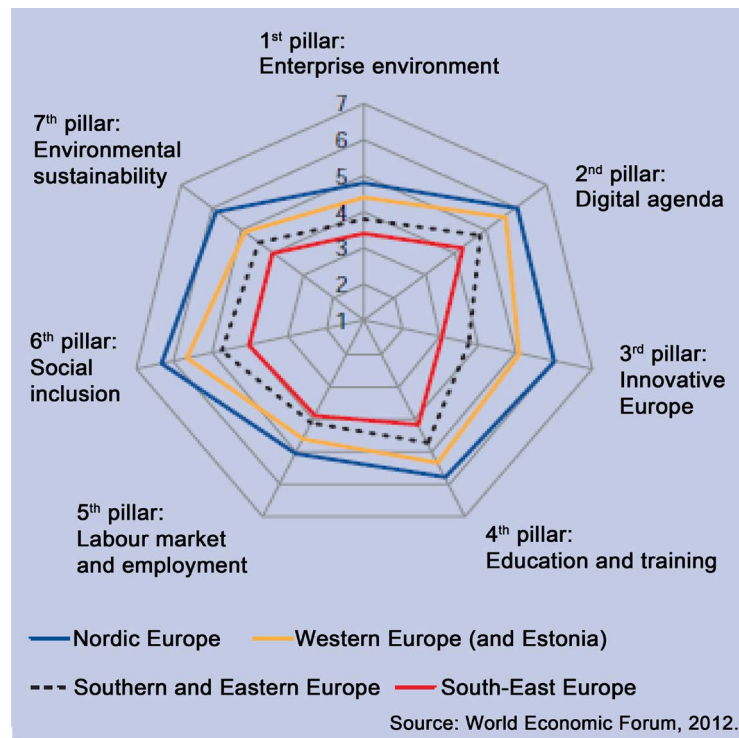 1st pillar:
Enterprise environment
7th pillar:
Environmental
sustainability
2nd pillar:
Digital agenda
7
6
5
4
3
2
1
6th pillar:
Social
inclusion
3rd pillar:
Innovative
Europe
5th pillar:
Labour market
and employment
4th pillar:
Education and training
Nordic Europe
Western Europe (and Estonia)
Southern and Eastern Europe
South-East Europe
Source: World Economic Forum, 2012.